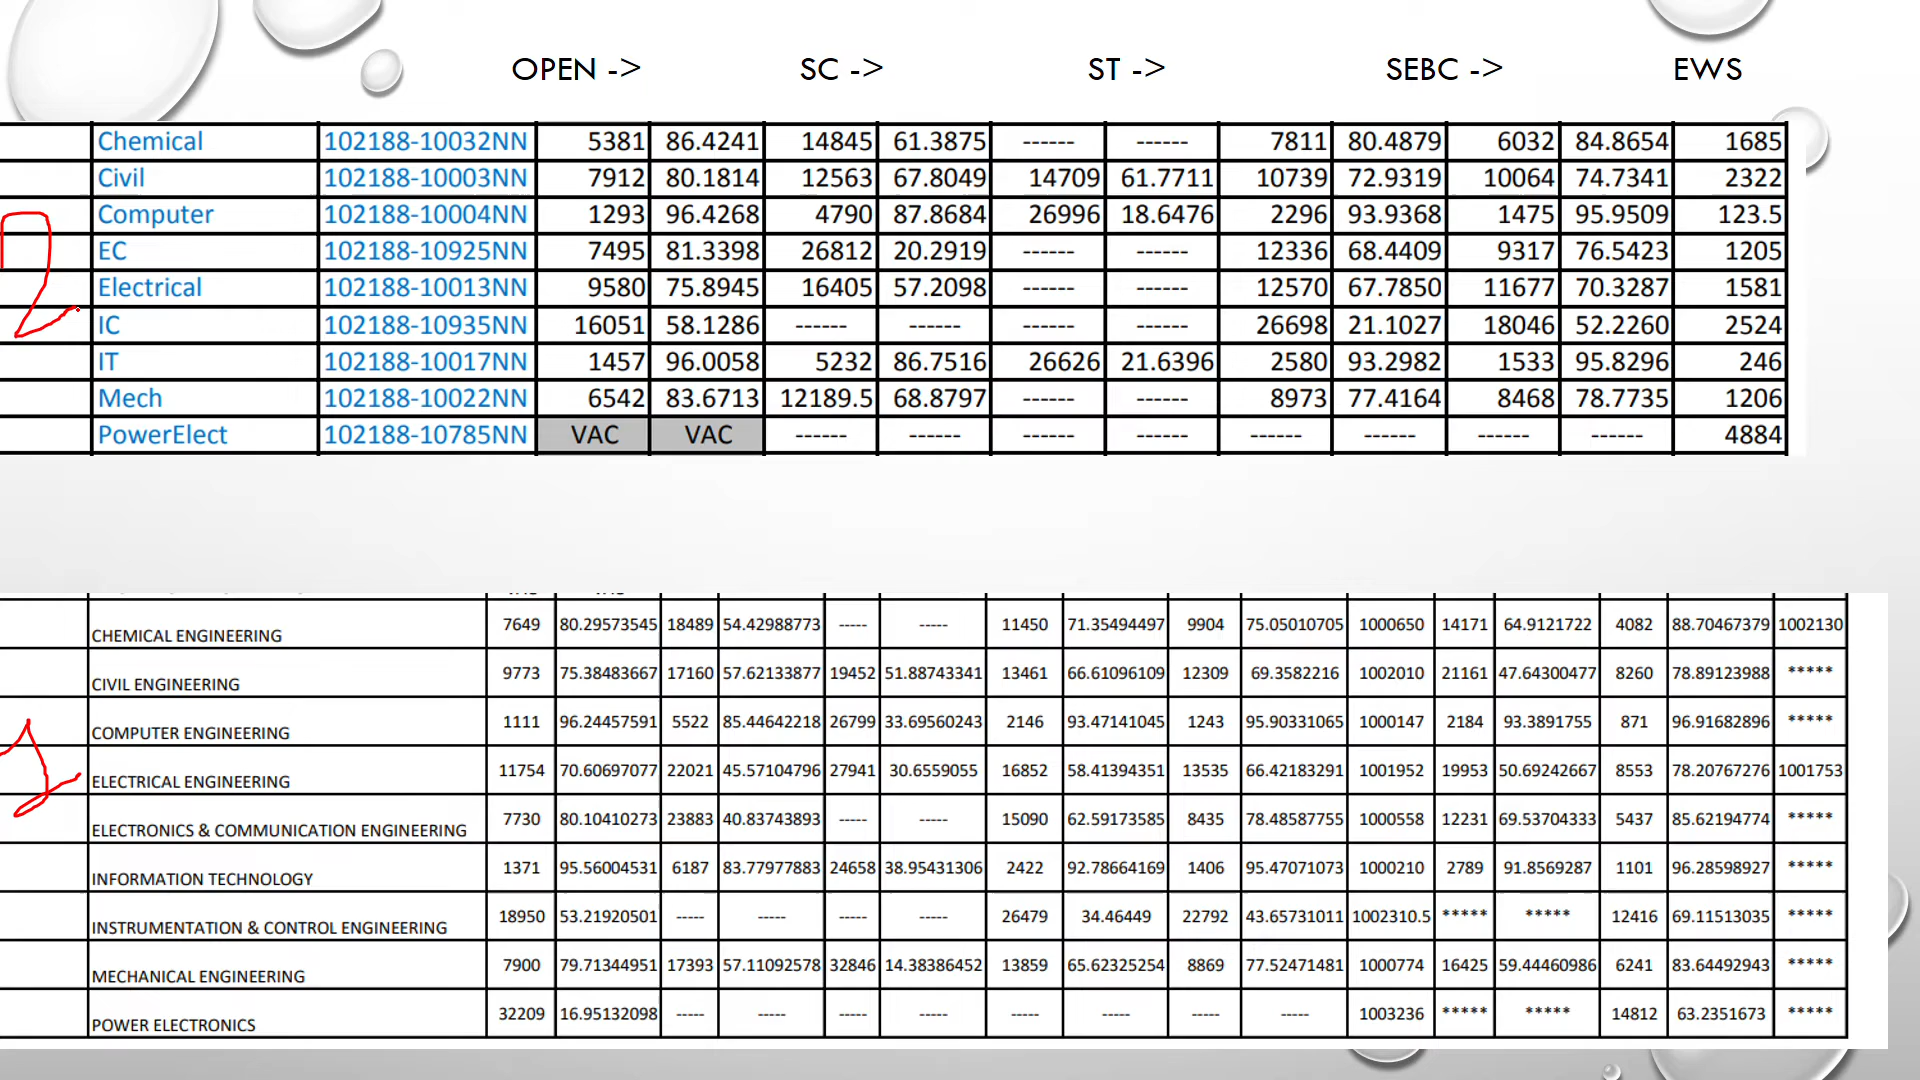 OPEN -> SC -> ST -> SEBC -> EWS
Chemical 102188-10032NN 5381 86.4241 14845 61.3875 ------ ------ 7811 80.4879 6032 84.8654 1685
Civil 102188-10003NN 7912 80.1814 12563 67.8049 14709 61.7711 10739 72.9319 10064 74.7341 2322
Computer 102188-10004NN 1293 96.4268 4790 87.8684 26996 18.6476 2296 93.9368 1475 95.9509 123.5
EC 102188-10925NN 7495 81.3398 26812 20.2919 ------ ------ 12336 68.4409 9317 76.5423 1205
Electrical 102188-10013NN 9580 75.8945 16405 57.2098 ------ ------ 12570 67.7850 11677 70.3287 1581
2
IC 102188-10935NN 16051 58.1286 ------ ------ ------ ------ 26698 21.1027 18046 52.2260 2524
IT 102188-10017NN 1457 96.0058 5232 86.7516 26626 21.6396 2580 93.2982 1533 95.8296 246
Mech 102188-10022NN 6542 83.6713 12189.5 68.8797 ------ ------ 8973 77.4164 8468 78.7735 1206
PowerElect 102188-10785NN VAC VAC ------ ------ ------ ------ ------ ------ ------ ------ 4884
CHEMICAL ENGINEERING 7649 80.29573545 18489 54.42988773 ----- ----- 11450 71.35494497 9904 75.05010705 1000650 14171 64.9121722 4082 88.70467379 1002130
CIVIL ENGINEERING 9773 75.38483667 17160 57.62133877 19452 51.88743341 13461 66.61096109 12309 69.3582216 1002010 21161 47.64300477 8260 78.89123988 *****
COMPUTER ENGINEERING 1111 96.24457591 5522 85.44642218 26799 33.69560243 2146 93.47141045 1243 95.90331065 1000147 2184 93.3891755 871 96.91682896 *****
1
ELECTRICAL ENGINEERING 11754 70.60697077 22021 45.57104796 27941 30.6559055 16852 58.41394351 13535 66.42183291 1001952 19953 50.69242667 8553 78.20767276 1001753
ELECTRONICS & COMMUNICATION ENGINEERING 7730 80.10410273 23883 40.83743893 ----- ----- 15090 62.59173585 8435 78.48587755 1000558 12231 69.53704333 5437 85.62194774 *****
INFORMATION TECHNOLOGY 1371 95.56004531 6187 83.77977883 24658 38.95431306 2422 92.78664169 1406 95.47071073 1000210 2789 91.8569287 1101 96.28598927 *****
INSTRUMENTATION & CONTROL ENGINEERING 18950 53.21920501 ----- ----- ----- ----- 26479 34.46449 22792 43.65731011 1002310.5 ***** ***** 12416 69.11513035 *****
MECHANICAL ENGINEERING 7900 79.71344951 17393 57.11092578 32846 14.38386452 13859 65.62325254 8869 77.52471481 1000774 16425 59.44460986 6241 83.64492943 *****
POWER ELECTRONICS 32209 16.95132098 ----- ----- ----- ----- ----- ----- ----- ----- 1003236 ***** ***** 14812 63.2351673 *****